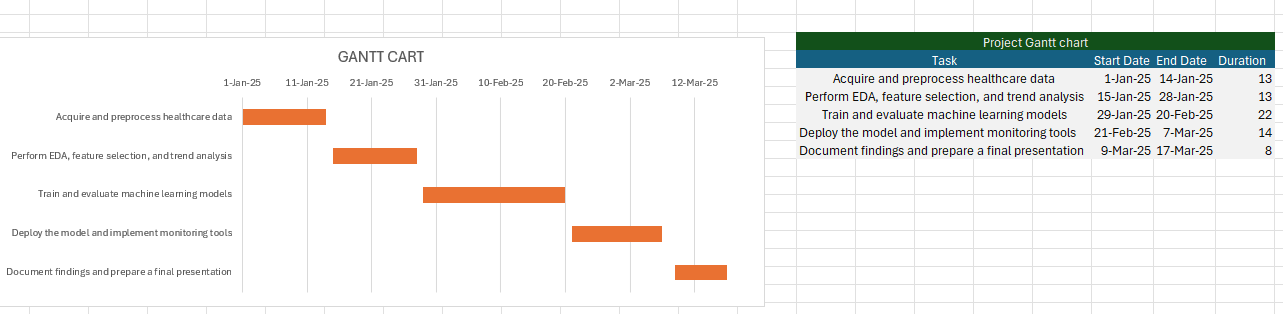 GANTT CART
1-Jan-25 11-Jan-25 21-Jan-25 31-Jan-25 10-Feb-25 20-Feb-25 2-Mar-25 12-Mar-25
Acquire and preprocess healthcare data
Perform EDA, feature selection, and trend analysis
Train and evaluate machine learning models
Deploy the model and implement monitoring tools
Document findings and prepare a final presentation
Project Gantt chart
Task Start Date End Date Duration
Acquire and preprocess healthcare data 1-Jan-25 14-Jan-25 13
Perform EDA, feature selection, and trend analysis 15-Jan-25 28-Jan-25 13
Train and evaluate machine learning models 29-Jan-25 20-Feb-25 22
Deploy the model and implement monitoring tools 21-Feb-25 7-Mar-25 14
Document findings and prepare a final presentation 9-Mar-25 17-Mar-25 8